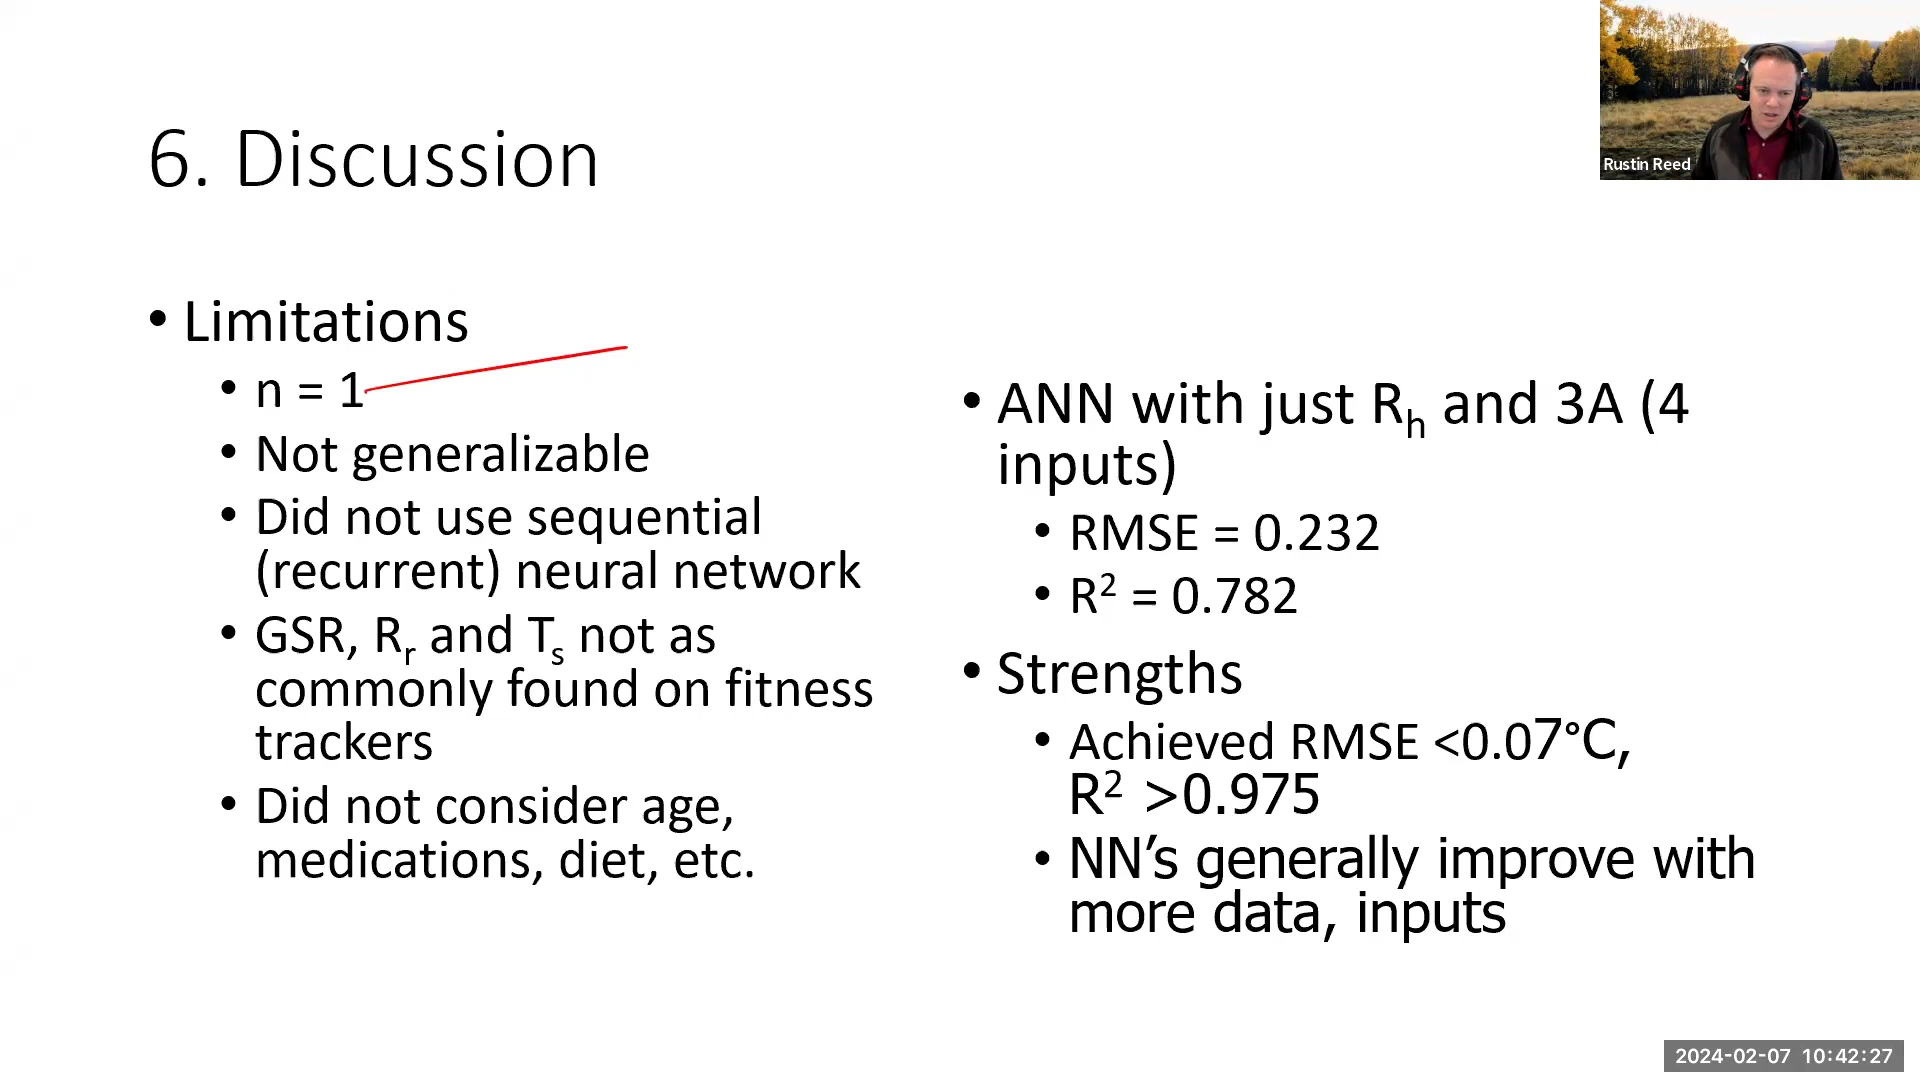 6. Discussion
• Limitations
• n = 1
• Not generalizable
• Did not use sequential
(recurrent) neural network
• GSR, Rr and Ts not as
commonly found on fitness
trackers
• Did not consider age,
medications, diet, etc.
• ANN with just Rh and 3A (4
inputs)
• RMSE = 0.232
• R² = 0.782
• Strengths
• Achieved RMSE <0.07°C,
R² >0.975
• NN’s generally improve with
more data, inputs
Rustin Reed
2024-02-07 10:42:27